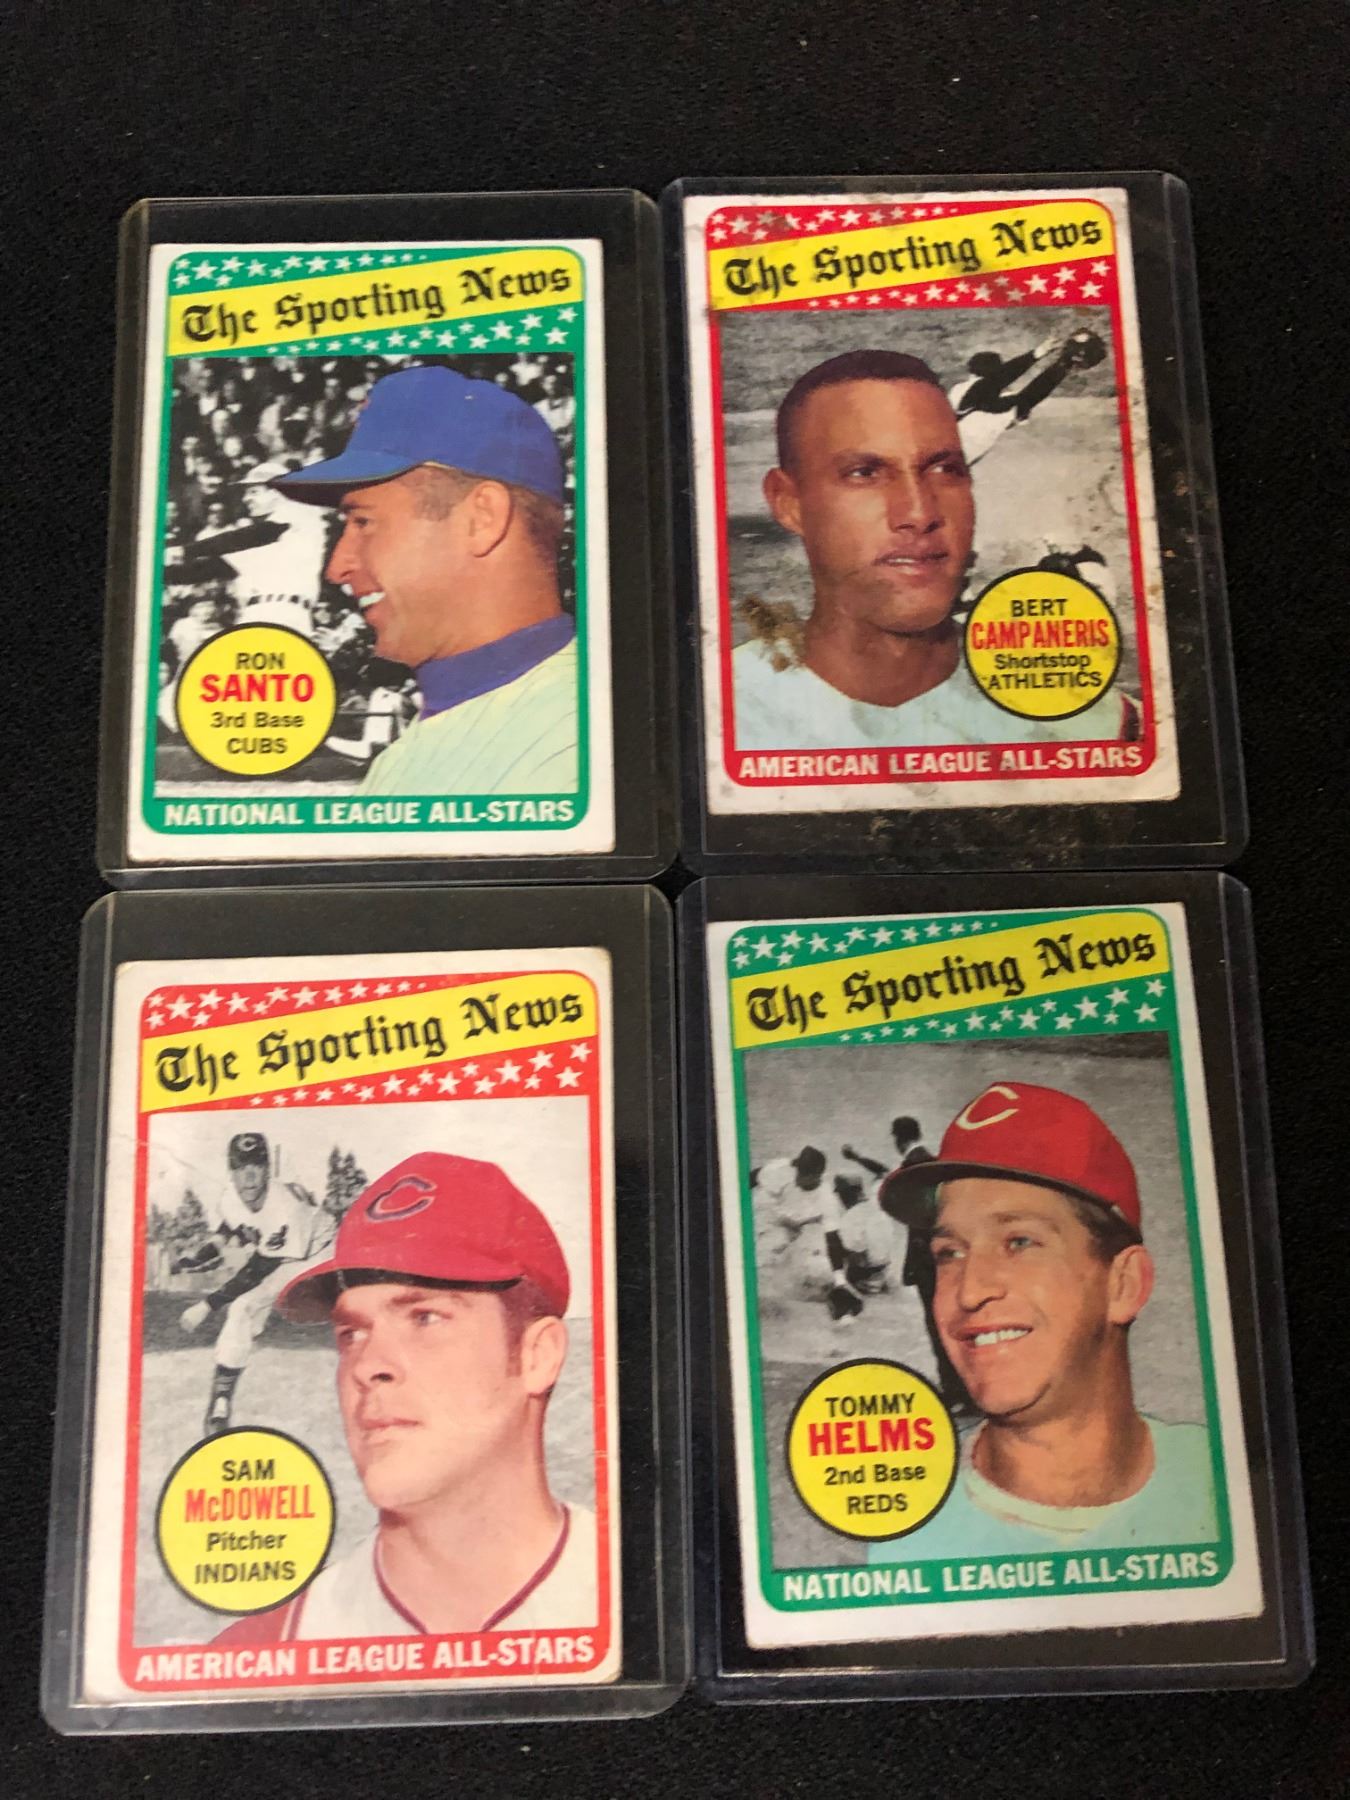 The Sporting News
RON
SANTO
3rd Base
CUBS
NATIONAL LEAGUE ALL-STARS
The Sporting News
BERT
CAMPANERIS
Shortstop
ATHLETICS
AMERICAN LEAGUE ALL-STARS
The Sporting News
C
C
SAM
McDOWELL
Pitcher
INDIANS
AMERICAN LEAGUE ALL-STARS
The Sporting News
C
TOMMY
HELMS
2nd Base
REDS
NATIONAL LEAGUE ALL-STARS